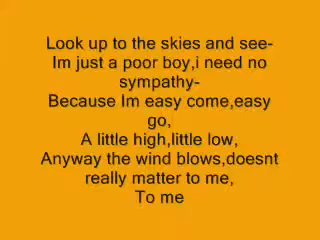 Look up to the skies and see-
Im just a poor boy,i need no
sympathy-
Because Im easy come,easy
go,
A little high,little low,
Anyway the wind blows,doesnt
really matter to me,
To me